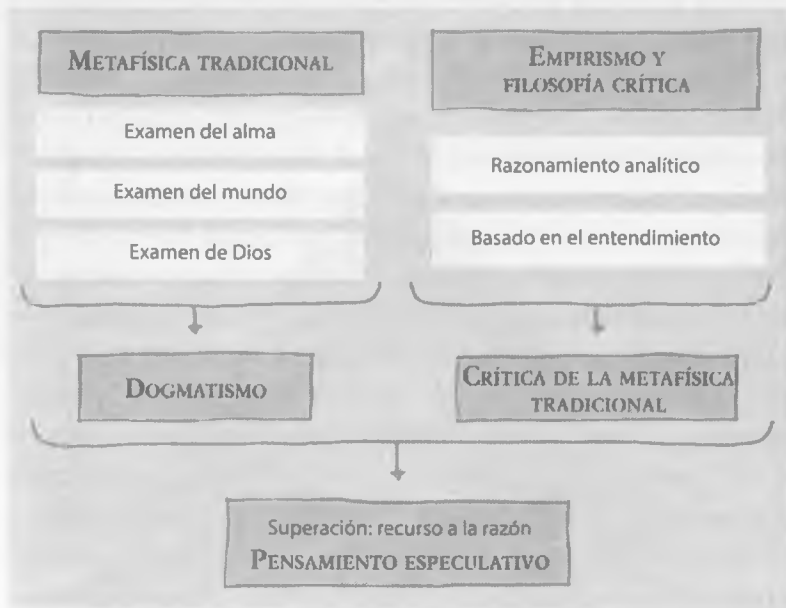 METAFÍSICA TRADICIONAL
Examen del alma
Examen del mundo
Examen de Dios
EMPIRISMO Y
FILOSOFÍA CRÍTICA
Razonamiento analítico
Basado en el entendimiento
DOGMATISMO
CRÍTICA DE LA METAFÍSICA
TRADICIONAL
Superación: recurso a la razón
PENSAMIENTO ESPECULATIVO